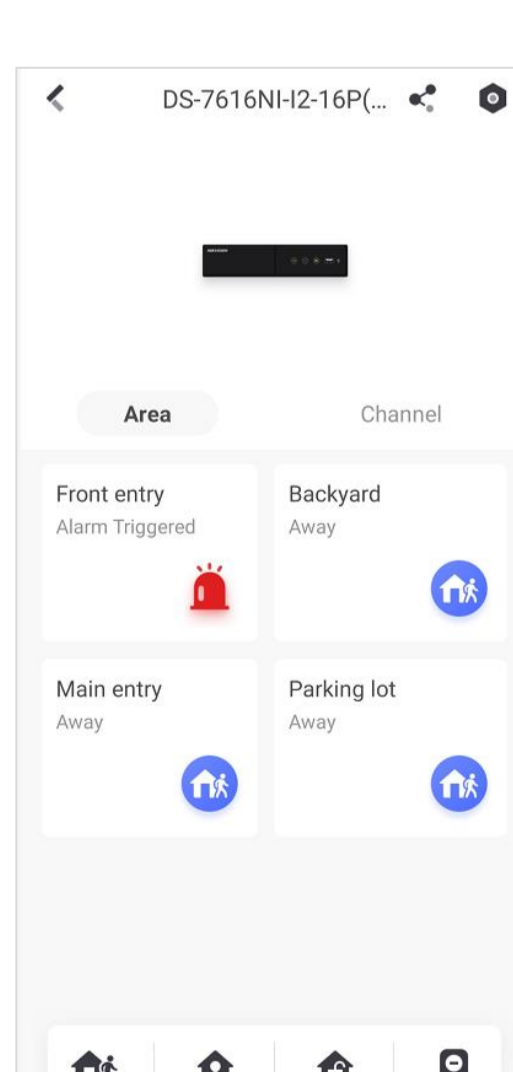 DS-7616NI-I2-16P(...
Area
Channel
Front entry
Alarm Triggered
Backyard
Away
Main entry
Away
Parking lot
Away